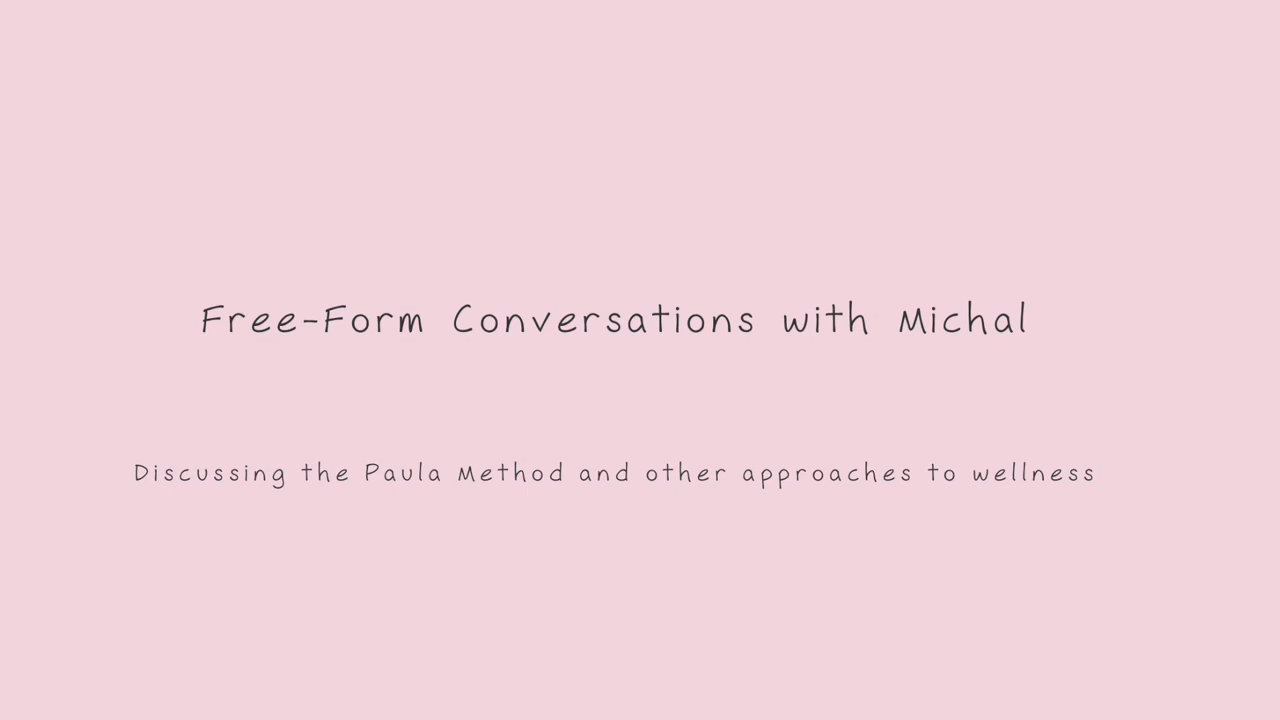 Free-Form Conversations with Michal
Discussing the Paula Method and other approaches to wellness